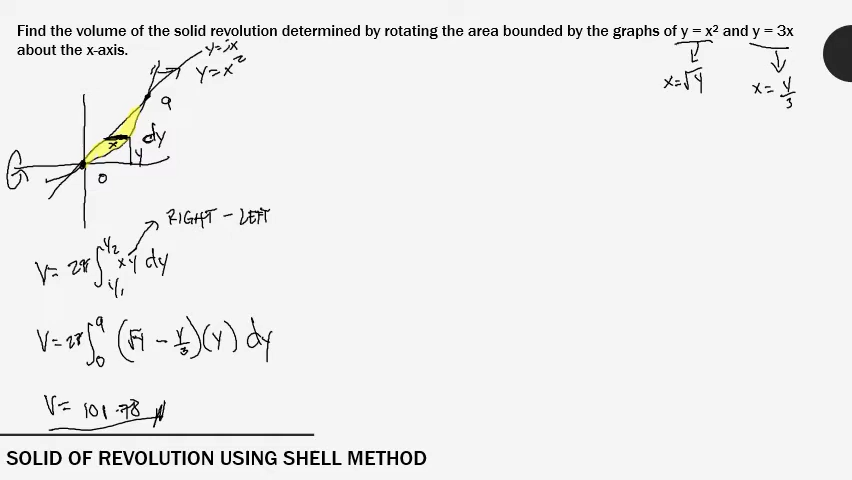 Find the volume of the solid revolution determined by rotating the area bounded by the graphs of y = x² and y = 3x
about the x-axis.
x=√y
x= y/3
y=3x
y=x²
9
dy
x
y
0
RIGHT - LEFT
V= 2π ∫ y₁ y₂ xy dy
V= 2π ∫ 0 9 (√y - y/3)(y) dy
V= 101.78
SOLID OF REVOLUTION USING SHELL METHOD